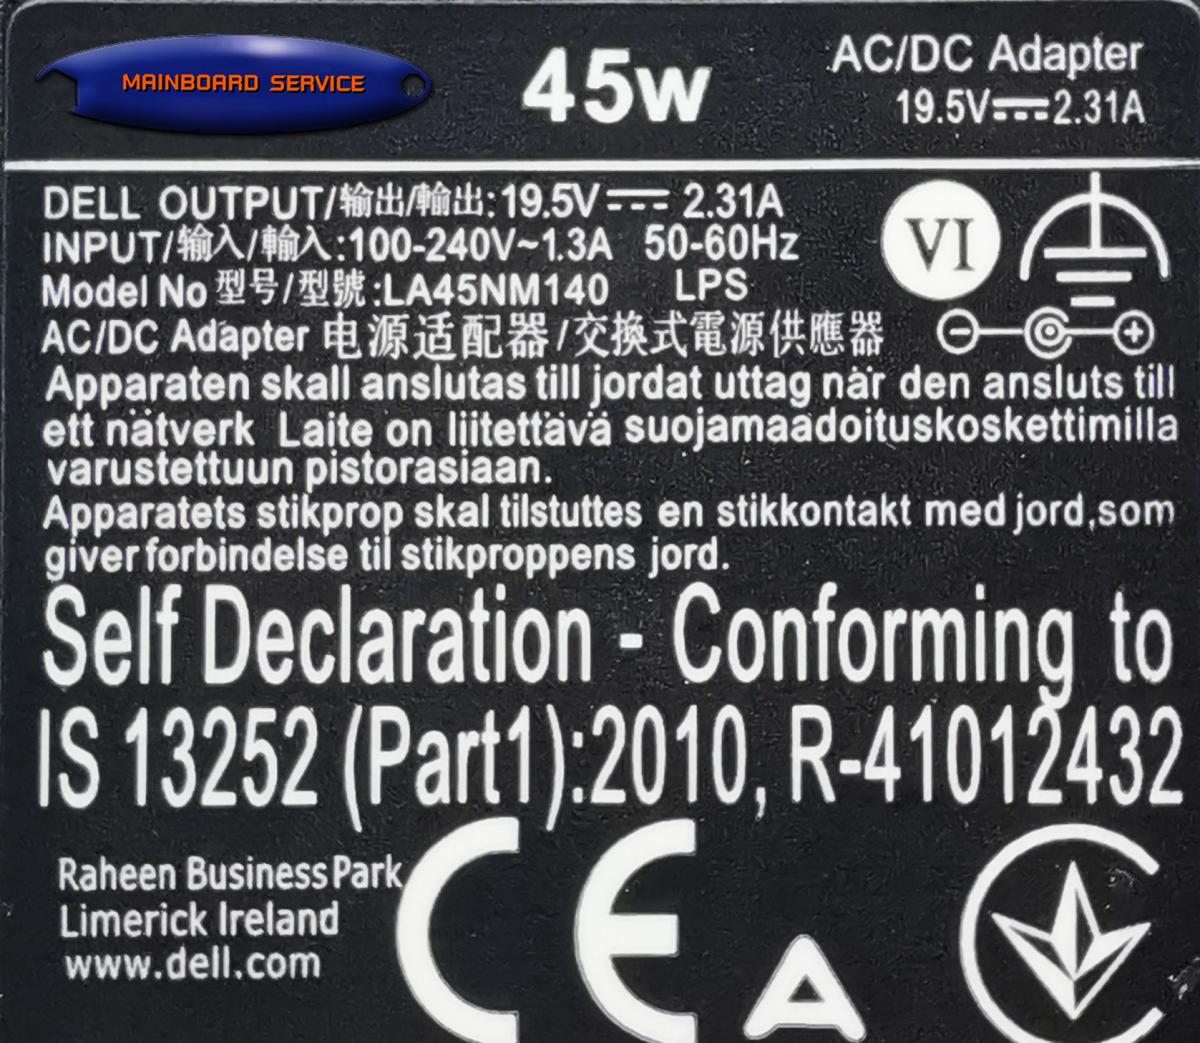 MAINBOARD SERVICE
45w
AC/DC Adapter
19.5V⎓2.31A
DELL OUTPUT/输出/輸出:19.5V⎓ 2.31A
INPUT/输入/輸入:100-240V~1.3A 50-60Hz
Model No 型号/型號:LA45NM140 LPS
AC/DC Adapter 电源适配器/交換式電源供應器
VI
Apparaten skall anslutas till jordat uttag när den ansluts till
ett nätverk Laite on liitettävä suojamaadoituskoskettimilla
varustettuun pistorasiaan.
Apparatets stikprop skal tilstuttes en stikkontakt med jord,som
giver forbindelse til stikproppens jord.
Self Declaration - Conforming to
IS 13252 (Part1):2010, R-41012432
Raheen Business Park
Limerick Ireland
www.dell.com
CE
A